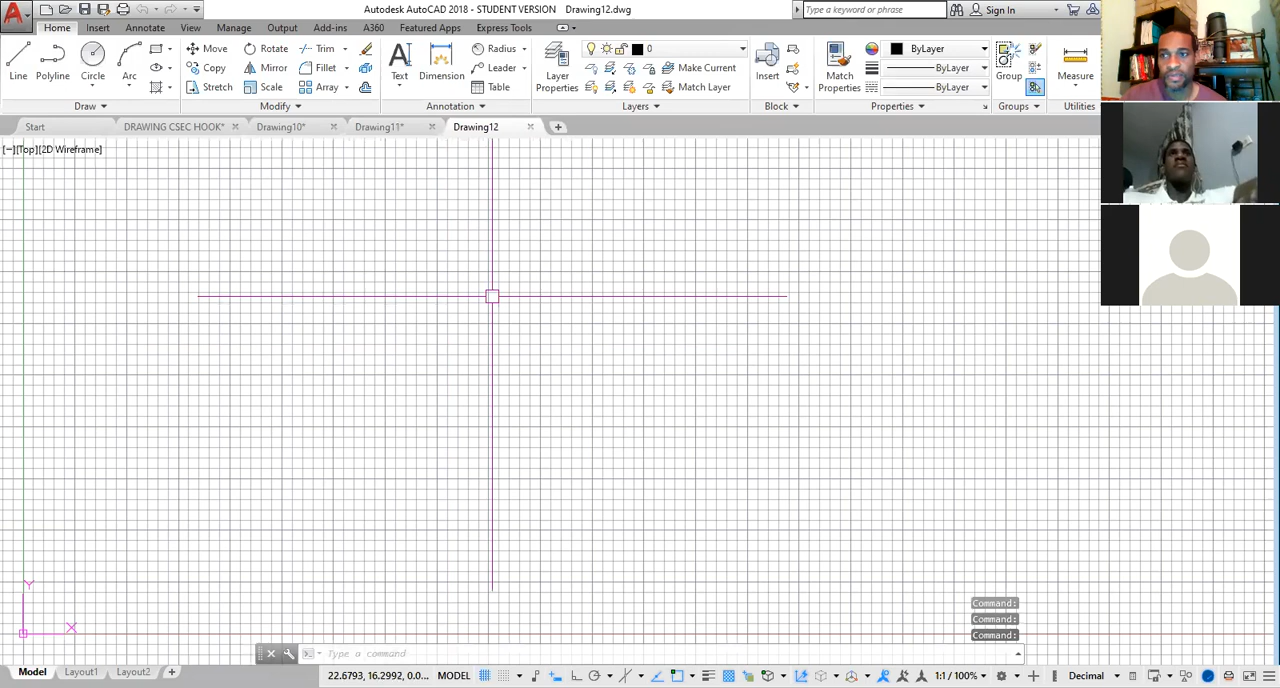 Autodesk AutoCAD 2018 - STUDENT VERSION Drawing12.dwg
Type a keyword or phrase
Sign In
Home Insert Annotate View Manage Output Add-ins A360 Featured Apps Express Tools
Line
Polyline
Circle
Arc
Move
Rotate
Trim
Copy
Mirror
Fillet
Stretch
Scale
Array
Text
Dimension
Radius
Leader
Table
Layer
Properties
0
Make Current
Match Layer
Insert
Match
Properties
ByLayer
ByLayer
ByLayer
Group
Measure
Draw
Modify
Annotation
Layers
Block
Properties
Groups
Utilities
Start
DRAWING CSEC HOOK*
Drawing10*
Drawing11*
Drawing12
[−][Top][2D Wireframe]
Y
X
Command:
Command:
Command:
Type a command
Model Layout1 Layout2
22.6793, 16.2992, 0.0... MODEL
1:1 / 100%
Decimal